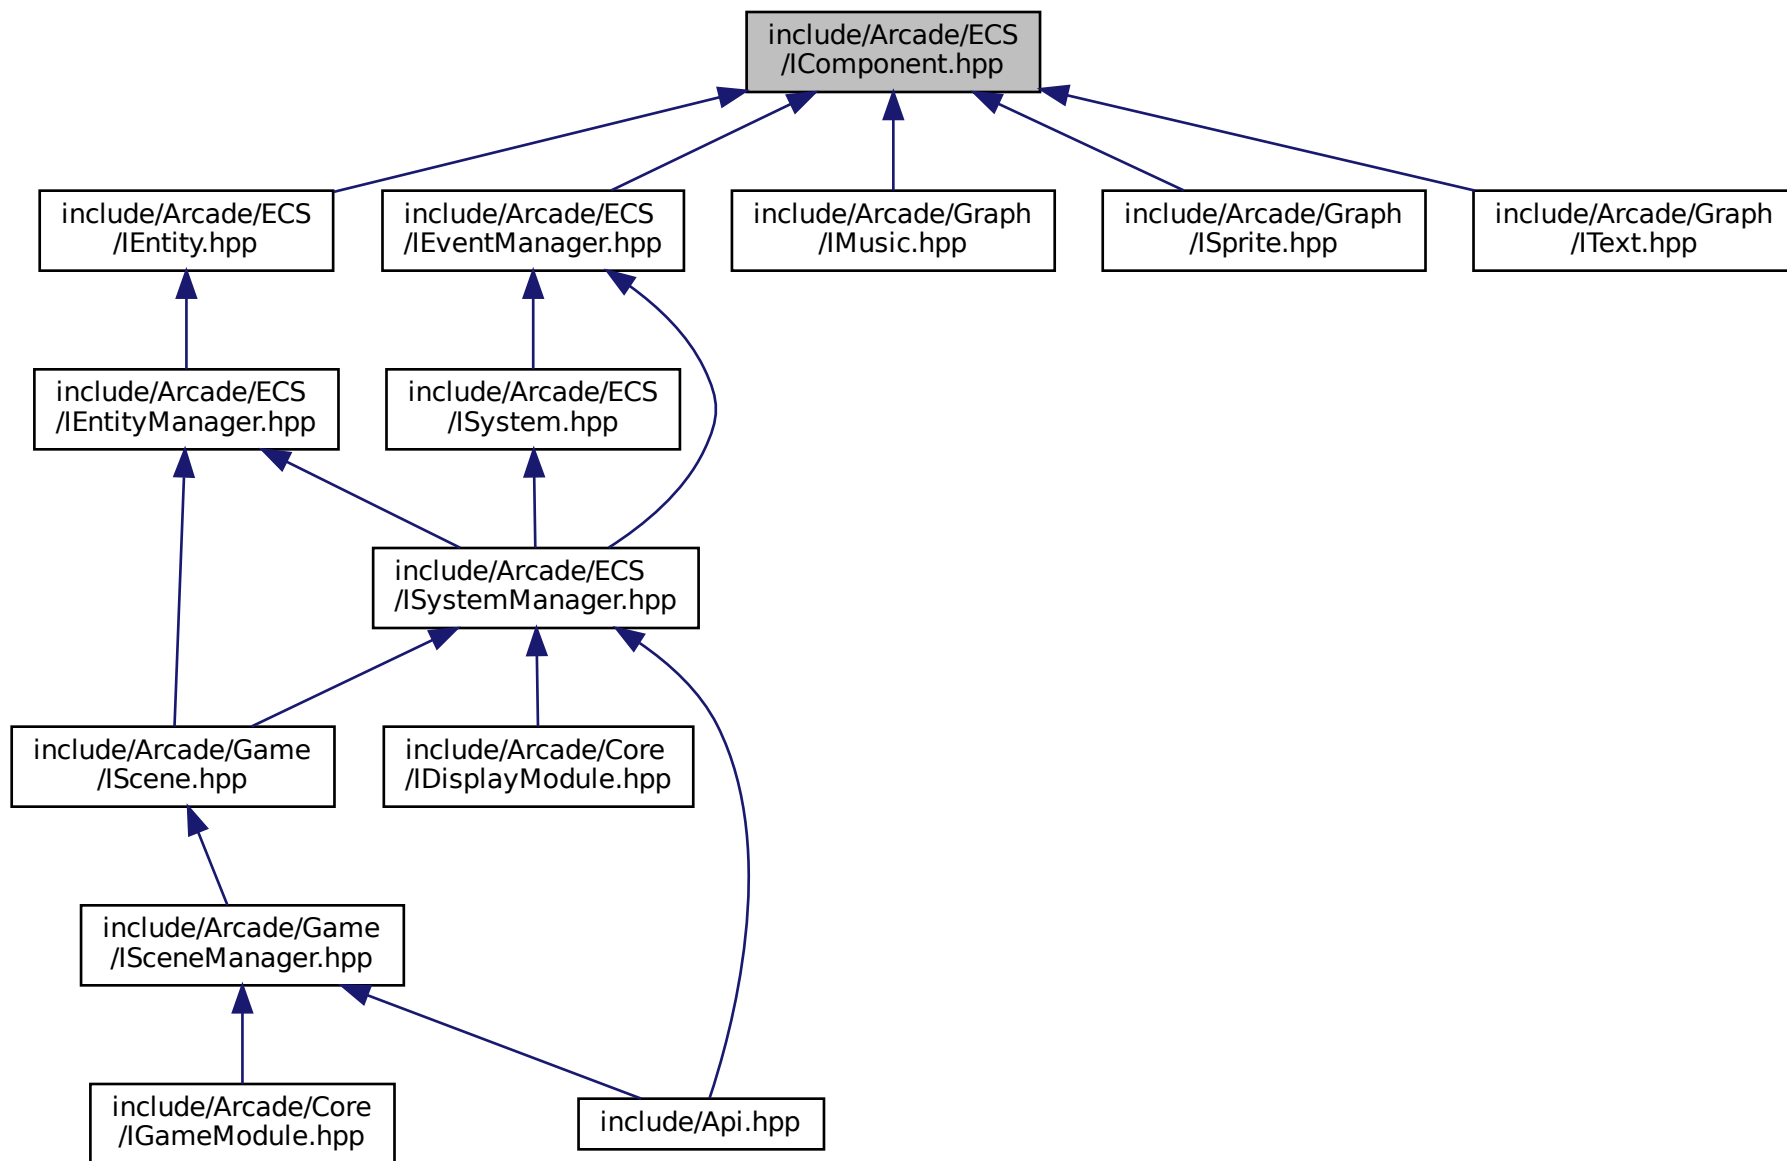 include/Arcade/ECS
/IComponent.hpp
include/Arcade/ECS
/IEntity.hpp
include/Arcade/ECS
/IEventManager.hpp
include/Arcade/Graph
/IMusic.hpp
include/Arcade/Graph
/ISprite.hpp
include/Arcade/Graph
/IText.hpp
include/Arcade/ECS
/IEntityManager.hpp
include/Arcade/ECS
/ISystem.hpp
include/Arcade/ECS
/ISystemManager.hpp
include/Arcade/Game
/IScene.hpp
include/Arcade/Core
/IDisplayModule.hpp
include/Arcade/Game
/ISceneManager.hpp
include/Arcade/Core
/IGameModule.hpp
include/Api.hpp